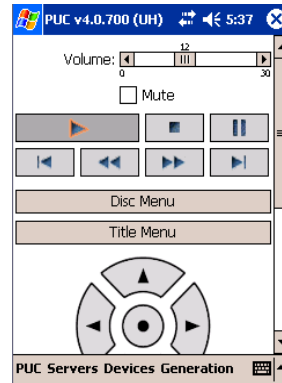 PUC v4.0.700 (UH) 5:37
12
Volume:
0 30
Mute
Disc Menu
Title Menu
PUC Servers Devices Generation